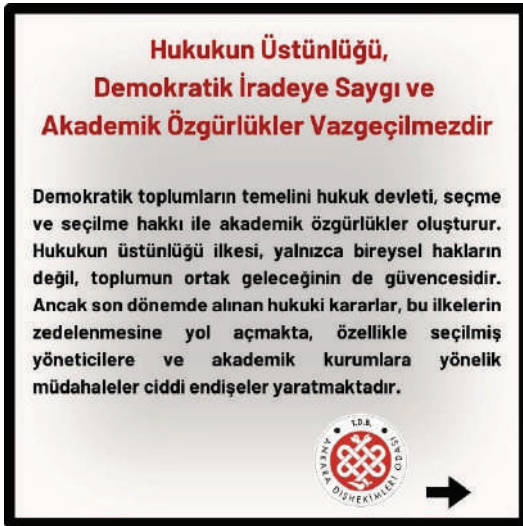 Hukukun Üstünlüğü,
Demokratik İradeye Saygı ve
Akademik Özgürlükler Vazgeçilmezdir
Demokratik toplumların temelini hukuk devleti, seçme
ve seçilme hakkı ile akademik özgürlükler oluşturur.
Hukukun üstünlüğü ilkesi, yalnızca bireysel hakların
değil, toplumun ortak geleceğinin de güvencesidir.
Ancak son dönemde alınan hukuki kararlar, bu ilkelerin
zedelenmesine yol açmakta, özellikle seçilmiş
yöneticilere ve akademik kurumlara yönelik
müdahaleler ciddi endişeler yaratmaktadır.
T.D.B.
ANKARA DİŞHEKİMLERİ ODASI